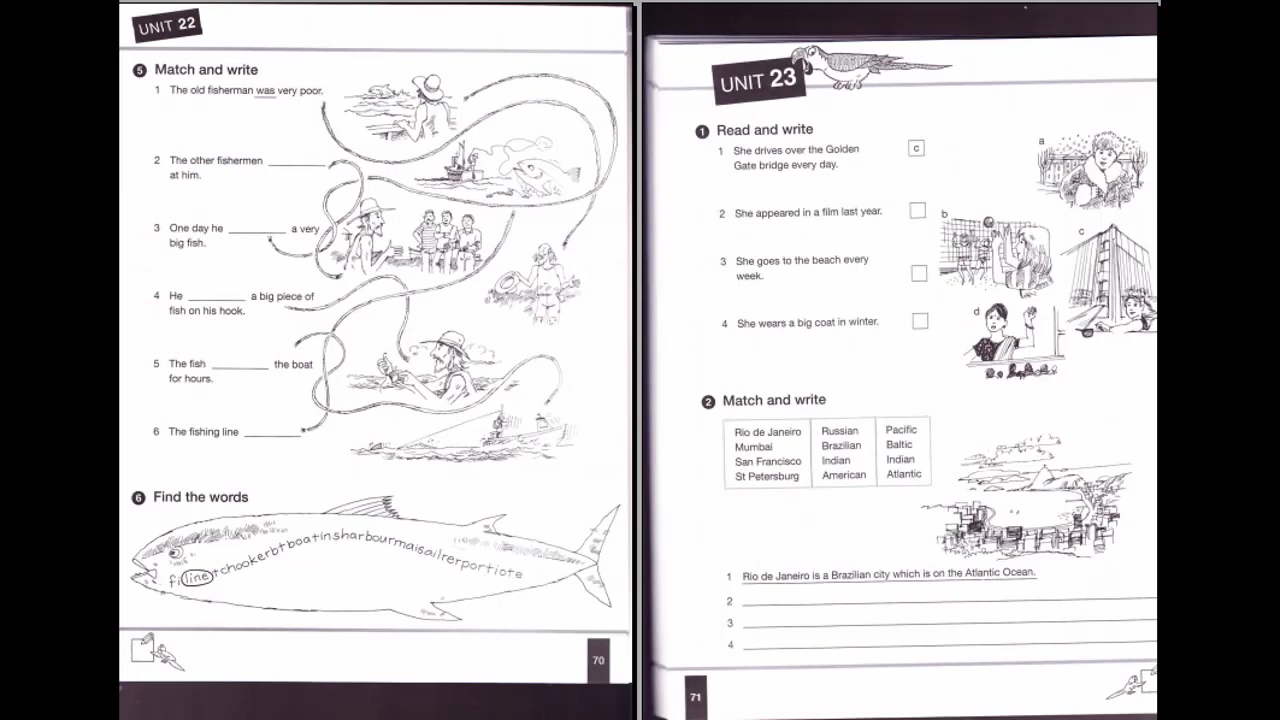 UNIT 22
5 Match and write
1 The old fisherman was very poor.
2 The other fishermen __________
at him.
3 One day he __________ a very
big fish.
4 He __________ a big piece of
fish on his hook.
5 The fish __________ the boat
for hours.
6 The fishing line __________
6 Find the words
filinetchookerbtboatinsharbourmaisailrerportiote
70
UNIT 23
1 Read and write
1 She drives over the Golden
Gate bridge every day.
c
2 She appeared in a film last year.
3 She goes to the beach every
week.
4 She wears a big coat in winter.
a
b
c
d
2 Match and write
Rio de Janeiro Russian Pacific
Mumbai Brazilian Baltic
San Francisco Indian Indian
St Petersburg American Atlantic
1 Rio de Janeiro is a Brazilian city which is on the Atlantic Ocean.
2
3
4
71